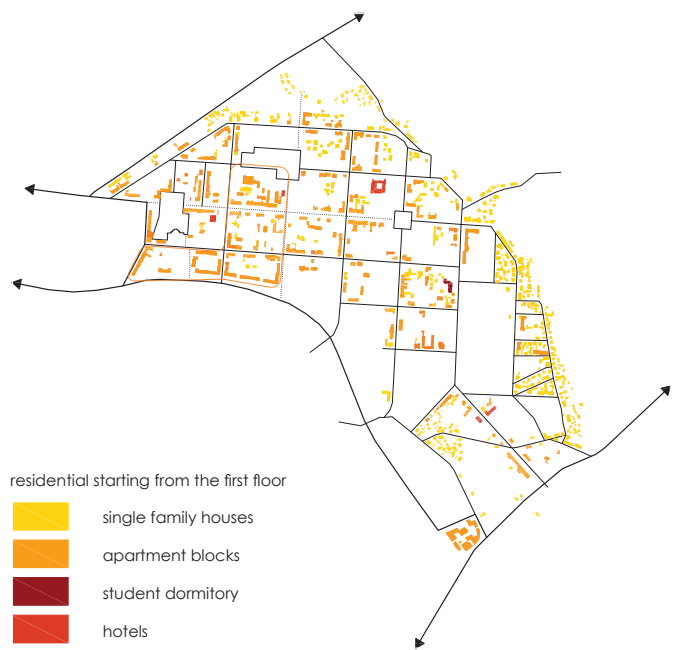 residential starting from the first floor
single family houses
apartment blocks
student dormitory
hotels